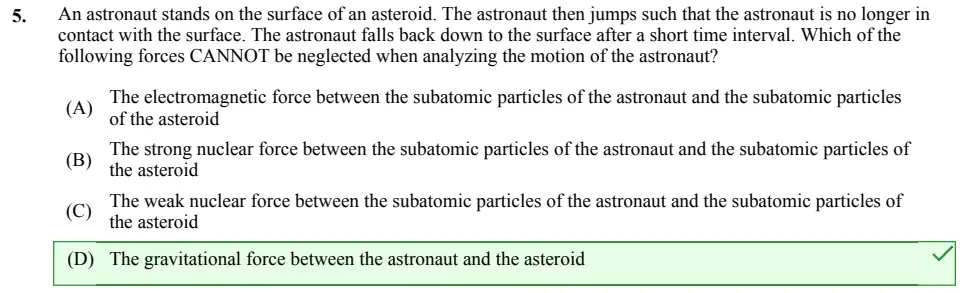 5. An astronaut stands on the surface of an asteroid. The astronaut then jumps such that the astronaut is no longer in
contact with the surface. The astronaut falls back down to the surface after a short time interval. Which of the
following forces CANNOT be neglected when analyzing the motion of the astronaut?
(A) The electromagnetic force between the subatomic particles of the astronaut and the subatomic particles
of the asteroid
(B) The strong nuclear force between the subatomic particles of the astronaut and the subatomic particles of
the asteroid
(C) The weak nuclear force between the subatomic particles of the astronaut and the subatomic particles of
the asteroid
(D) The gravitational force between the astronaut and the asteroid